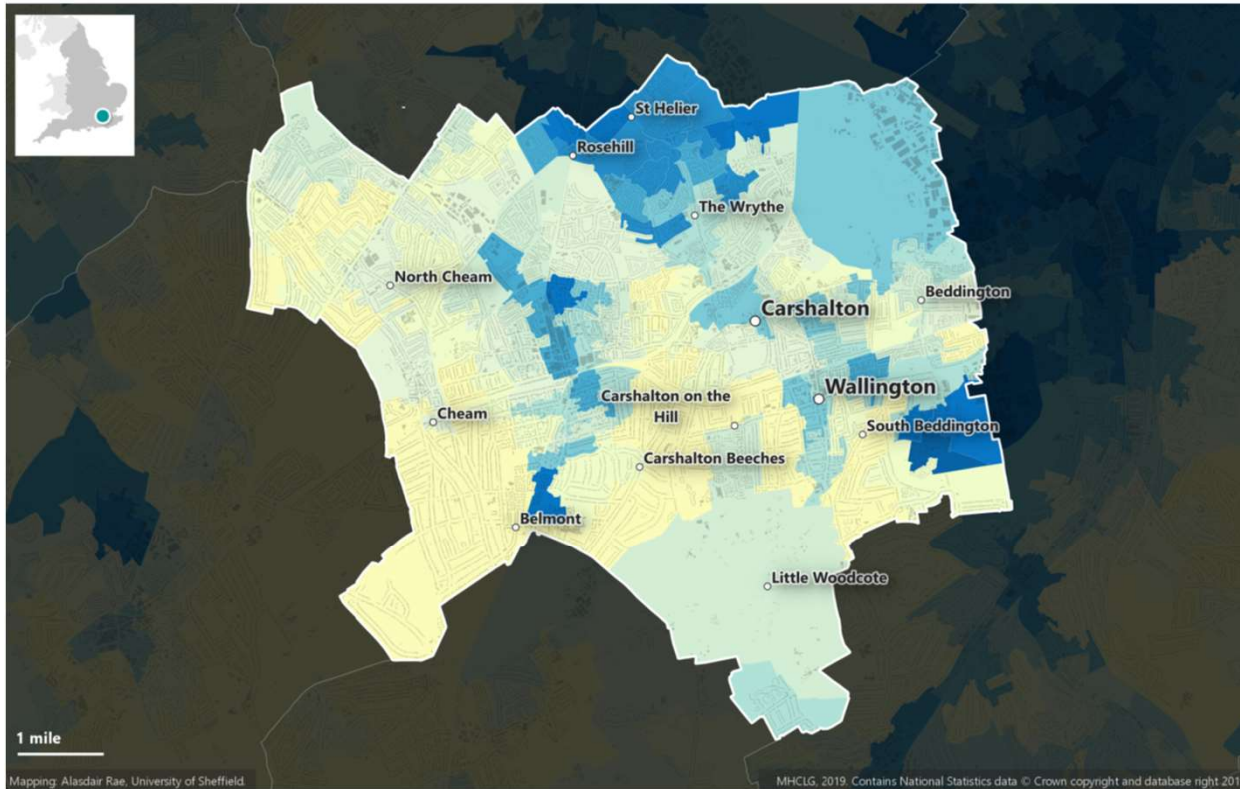 St Helier
Rosehill
The Wrythe
North Cheam
Beddington
Carshalton
Wallington
Carshalton on the
Hill
Cheam
South Beddington
Carshalton Beeches
Belmont
Little Woodcote
1 mile
Mapping: Alasdair Rae, University of Sheffield.
MHCLG, 2019. Contains National Statistics data © Crown copyright and database right 201